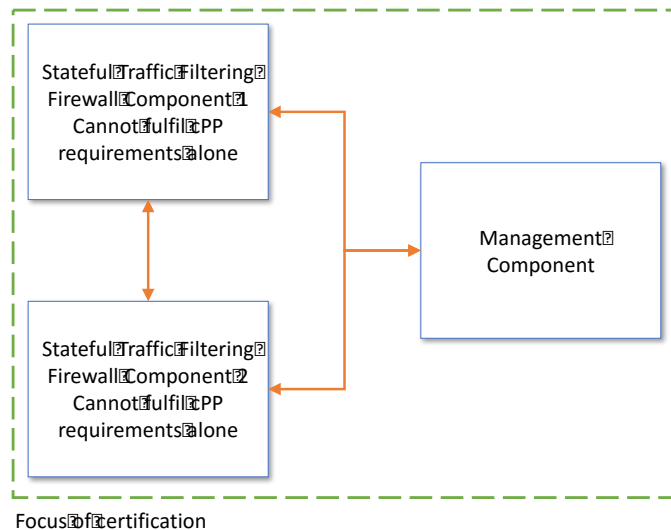 Stateful Traffic Filtering
Firewall Component 1
Cannot fulfil cPP
requirements alone
Management
Component
Stateful Traffic Filtering
Firewall Component 2
Cannot fulfil cPP
requirements alone
Focus of certification